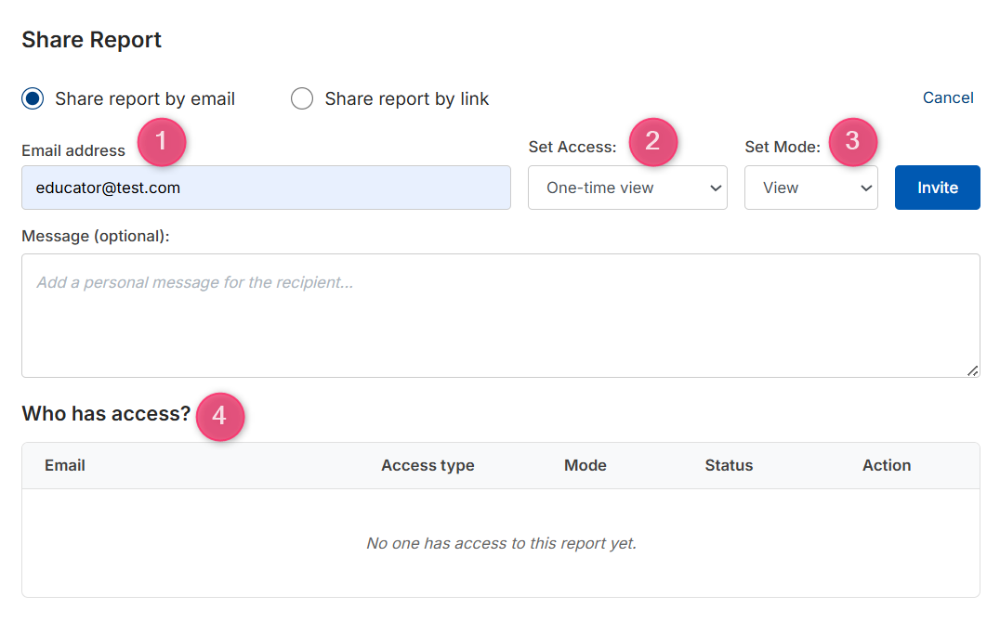 Share Report
Share report by email
Share report by link
Cancel
Email address
1
Set Access:
2
Set Mode:
3
educator@test.com
One-time view
View
Invite
Message (optional):
Add a personal message for the recipient...
Who has access?
4
Email
Access type
Mode
Status
Action
No one has access to this report yet.